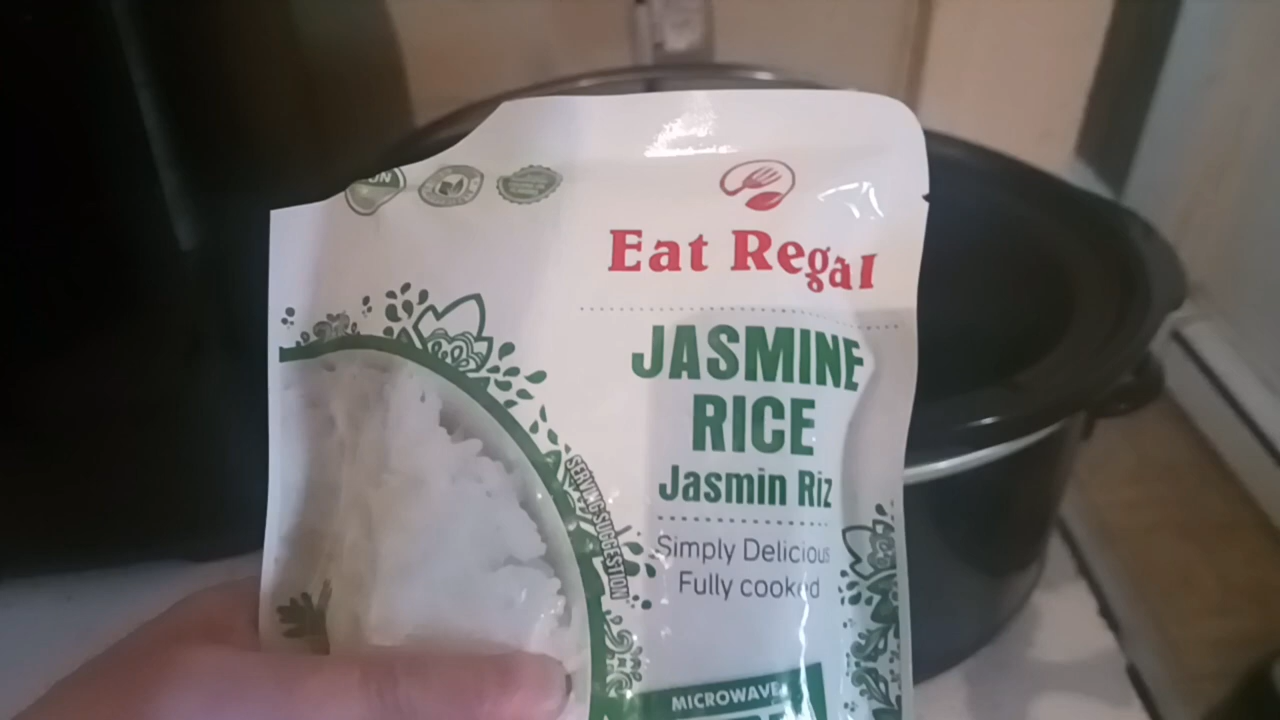 Eat Regal
JASMINE
RICE
Jasmin Riz
SERVING SUGGESTION
Simply Delicious
Fully cooked
MICROWAVE